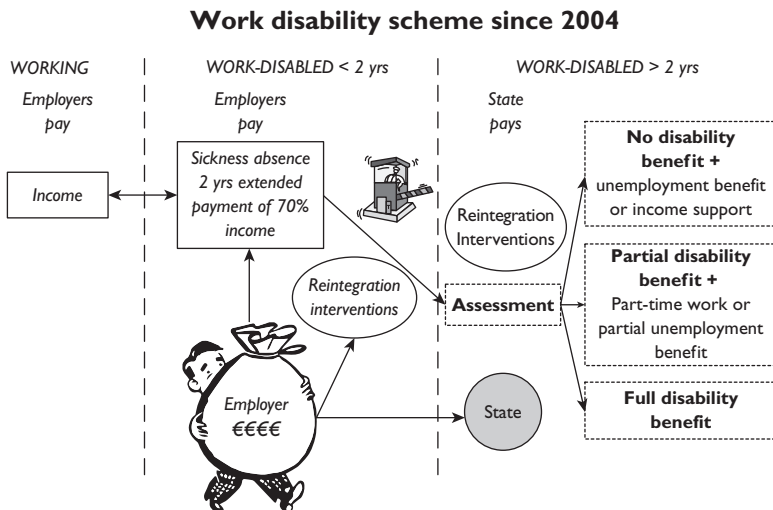 Work disability scheme since 2004
WORKING
Employers
pay
Income
WORK-DISABLED < 2 yrs
Employers
pay
Sickness absence
2 yrs extended
payment of 70%
income
Reintegration
interventions
Employer
€€€€
WORK-DISABLED > 2 yrs
State
pays
Reintegration
Interventions
Assessment
State
No disability
benefit +
unemployment benefit
or income support
Partial disability
benefit +
Part-time work or
partial unemployment
benefit
Full disability
benefit